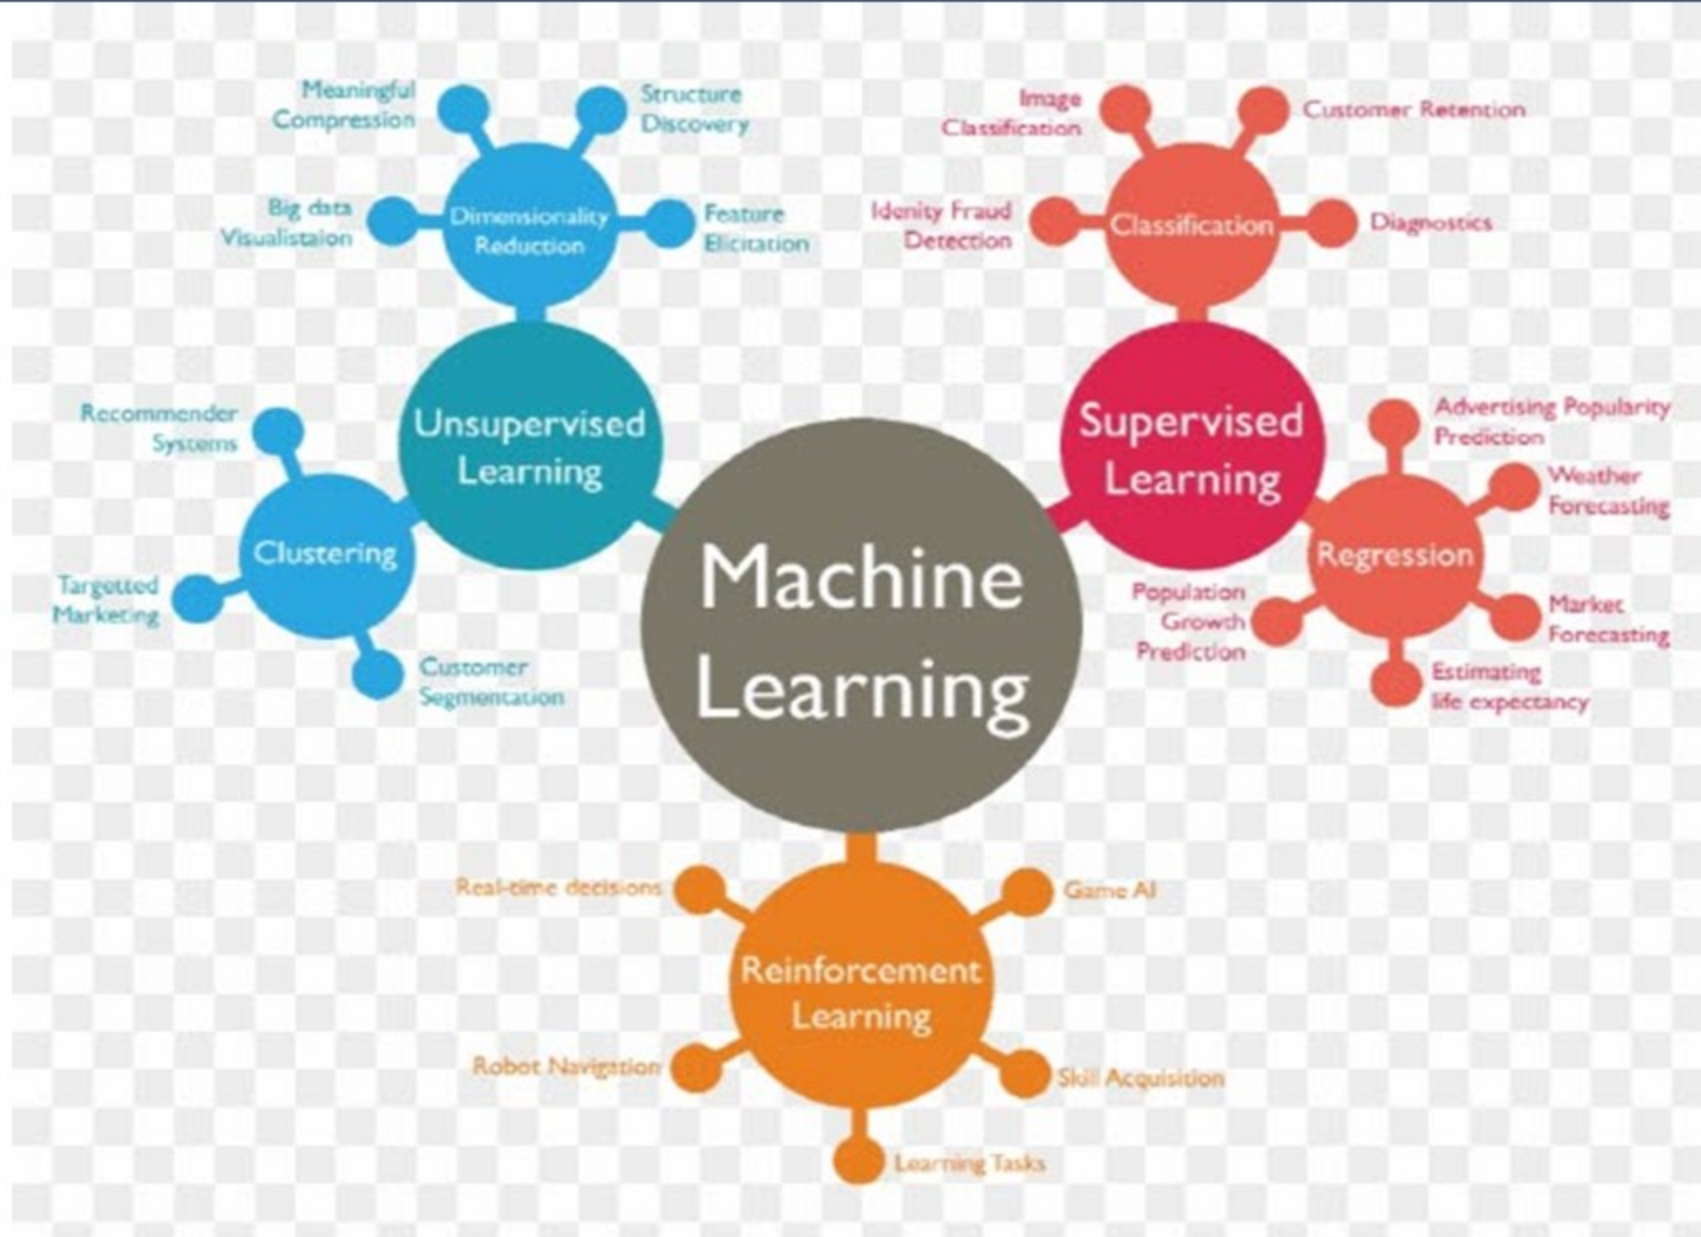 Meaningful
Compression
Structure
Discovery
Big data
Visualistaion
Dimensionality
Reduction
Feature
Elicitation
Image
Classification
Customer Retention
Idenity Fraud
Detection
Classification
Diagnostics
Unsupervised
Learning
Recommender
Systems
Clustering
Targetted
Marketing
Customer
Segmentation
Machine
Learning
Supervised
Learning
Advertising Popularity
Prediction
Weather
Forecasting
Regression
Population
Growth
Prediction
Market
Forecasting
Estimating
life expectancy
Real-time decisions
Game AI
Reinforcement
Learning
Robot Navigation
Skill Acquisition
Learning Tasks